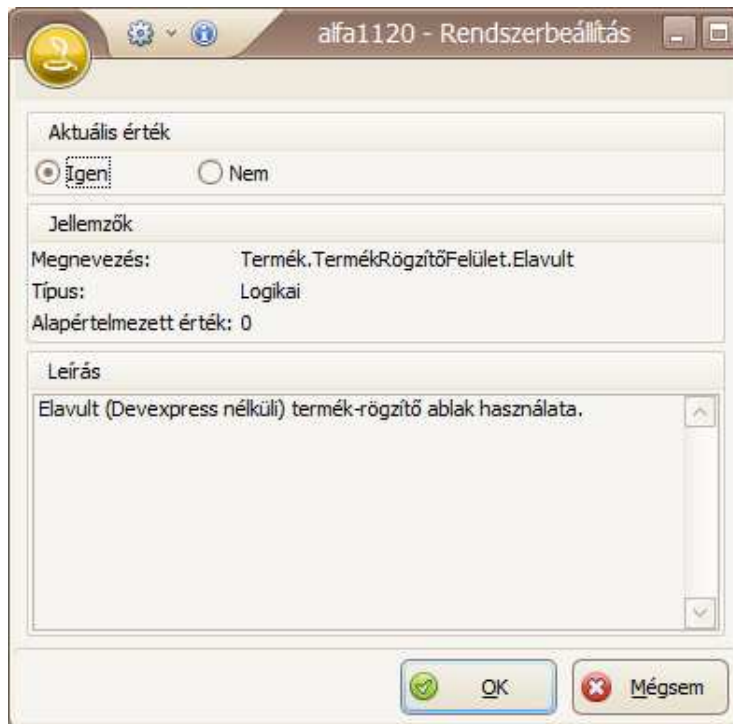 alfa1120 - Rendszerbeállítás
Aktuális érték
Igen
Nem
Jellemzők
Megnevezés: Termék.TermékRögzítőFelület.Elavult
Típus: Logikai
Alapértelmezett érték: 0
Leírás
Elavult (Devexpress nélküli) termék-rögzítő ablak használata.
OK
Mégsem